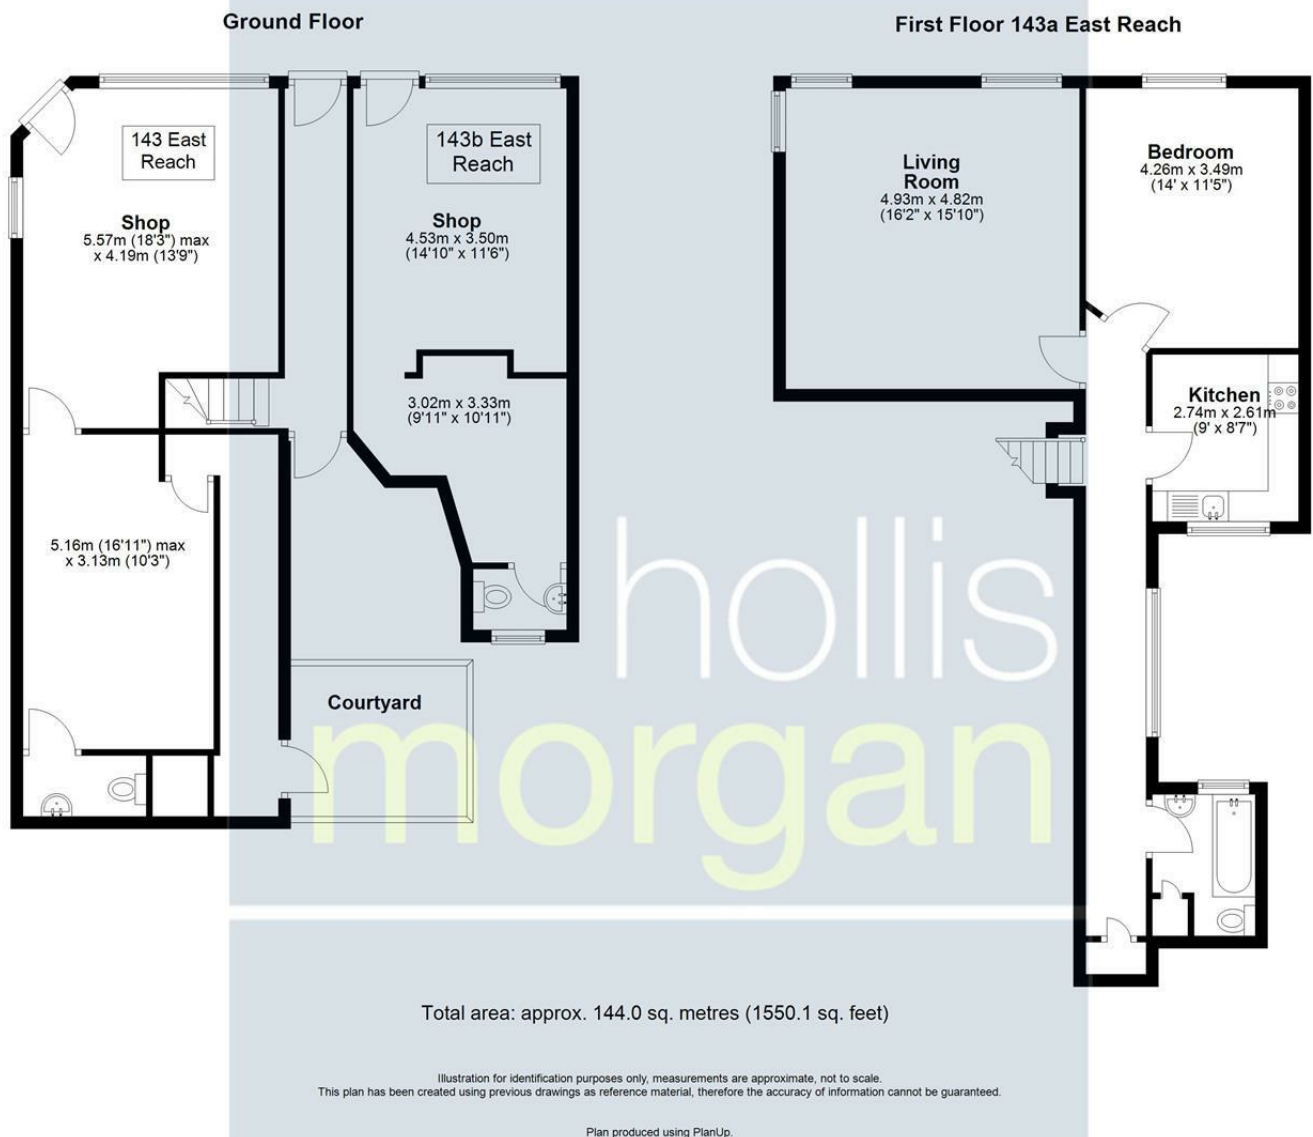 Ground Floor
First Floor 143a East Reach
143 East
Reach
Shop
5.57m (18'3") max
x 4.19m (13'9")
143b East
Reach
Shop
4.53m x 3.50m
(14'10" x 11'6")
Living
Room
4.93m x 4.82m
(16'2" x 15'10")
Bedroom
4.26m x 3.49m
(14' x 11'5")
3.02m x 3.33m
(9'11" x 10'11")
Kitchen
2.74m x 2.61m
(9' x 8'7")
5.16m (16'11") max
x 3.13m (10'3")
Courtyard
hollis
morgan
Total area: approx. 144.0 sq. metres (1550.1 sq. feet)
Illustration for identification purposes only, measurements are approximate, not to scale.
This plan has been created using previous drawings as reference material, therefore the accuracy of information cannot be guaranteed.
Plan produced using PlanUp.